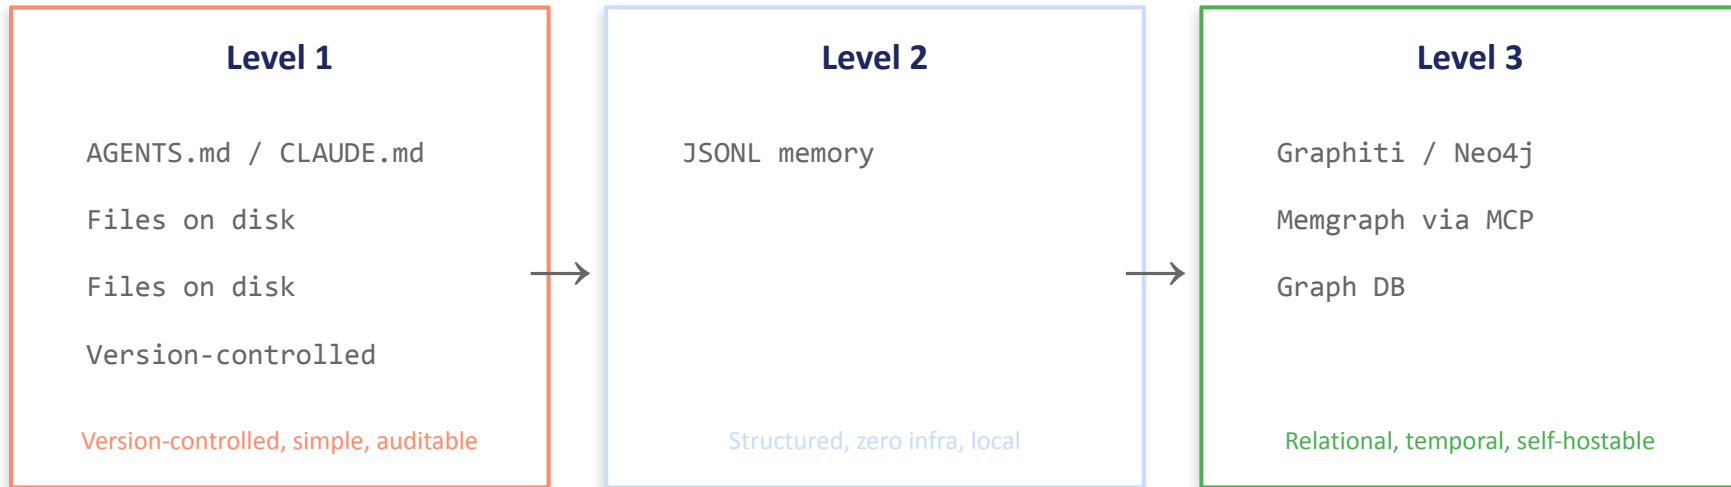 Level 1
AGENTS.md / CLAUDE.md
Files on disk
Files on disk
Version-controlled
Version-controlled, simple, auditable
→
Level 2
JSONL memory
Structured, zero infra, local
→
Level 3
Graphiti / Neo4j
Memgraph via MCP
Graph DB
Relational, temporal, self-hostable